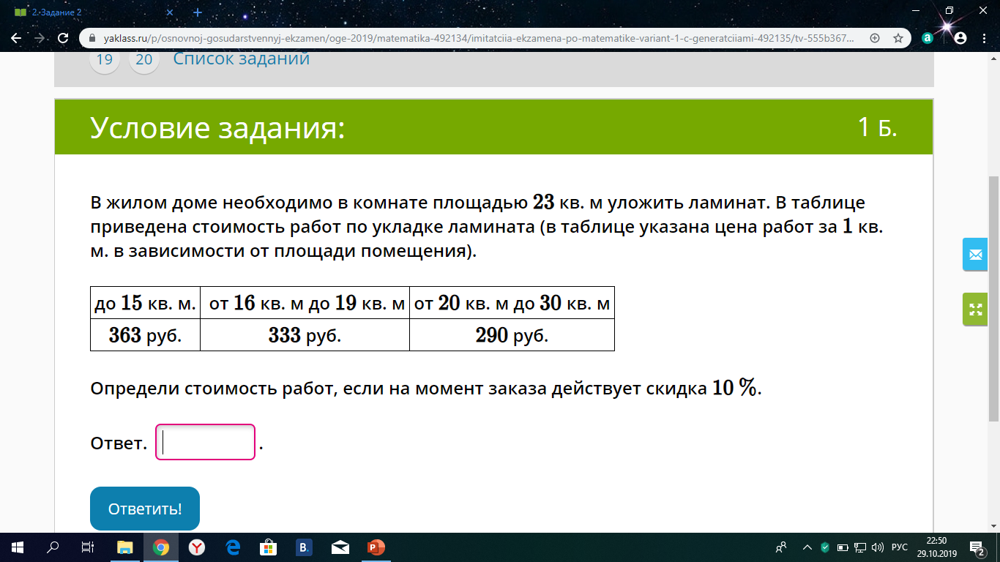 2. Задание 2
yaklass.ru/p/osnovnoj-gosudarstvennyj-ekzamen/oge-2019/matematika-492134/imitatciia-ekzamena-po-matematike-variant-1-c-generatciiami-492135/tv-555b367...
19 20 Список заданий
Условие задания: 1 Б.
В жилом доме необходимо в комнате площадью 23 кв. м уложить ламинат. В таблице
приведена стоимость работ по укладке ламината (в таблице указана цена работ за 1 кв.
м. в зависимости от площади помещения).
до 15 кв. м. от 16 кв. м до 19 кв. м от 20 кв. м до 30 кв. м
363 руб. 333 руб. 290 руб.
Определи стоимость работ, если на момент заказа действует скидка 10 %.
Ответ. .
Ответить!
РУС 22:50
29.10.2019 2